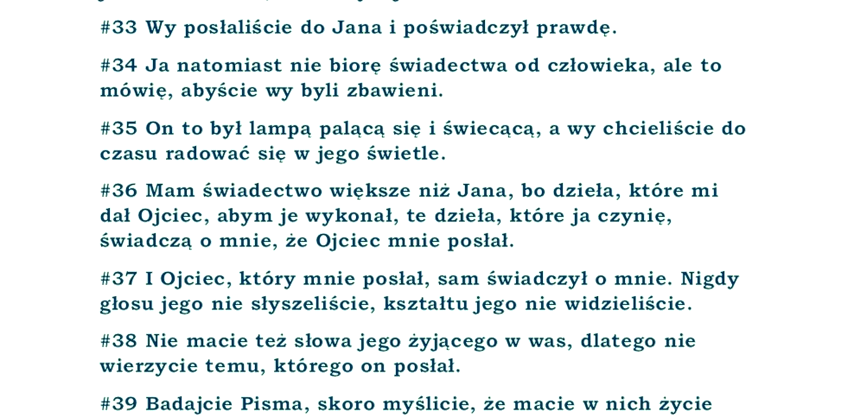 #33 Wy posłaliście do Jana i poświadczył prawdę.
#34 Ja natomiast nie biorę świadectwa od człowieka, ale to
mówię, abyście wy byli zbawieni.
#35 On to był lampą palącą się i świecącą, a wy chcieliście do
czasu radować się w jego świetle.
#36 Mam świadectwo większe niż Jana, bo dzieła, które mi
dał Ojciec, abym je wykonał, te dzieła, które ja czynię,
świadczą o mnie, że Ojciec mnie posłał.
#37 I Ojciec, który mnie posłał, sam świadczył o mnie. Nigdy
głosu jego nie słyszeliście, kształtu jego nie widzieliście.
#38 Nie macie też słowa jego żyjącego w was, dlatego nie
wierzycie temu, którego on posłał.
#39 Badajcie Pisma, skoro myślicie, że macie w nich życie